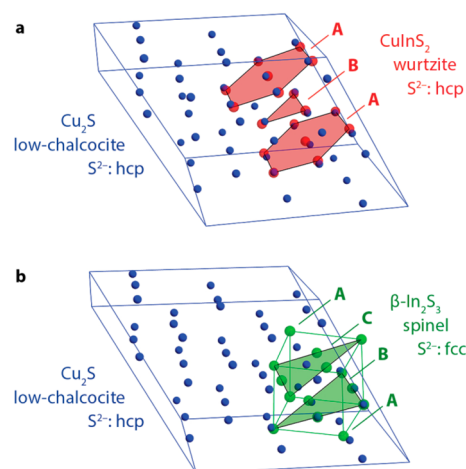 a
A
B
A
CuInS₂
wurtzite
S²⁻: hcp
Cu₂S
low-chalcocite
S²⁻: hcp
b
A
C
B
A
β-In₂S₃
spinel
S²⁻: fcc
Cu₂S
low-chalcocite
S²⁻: hcp